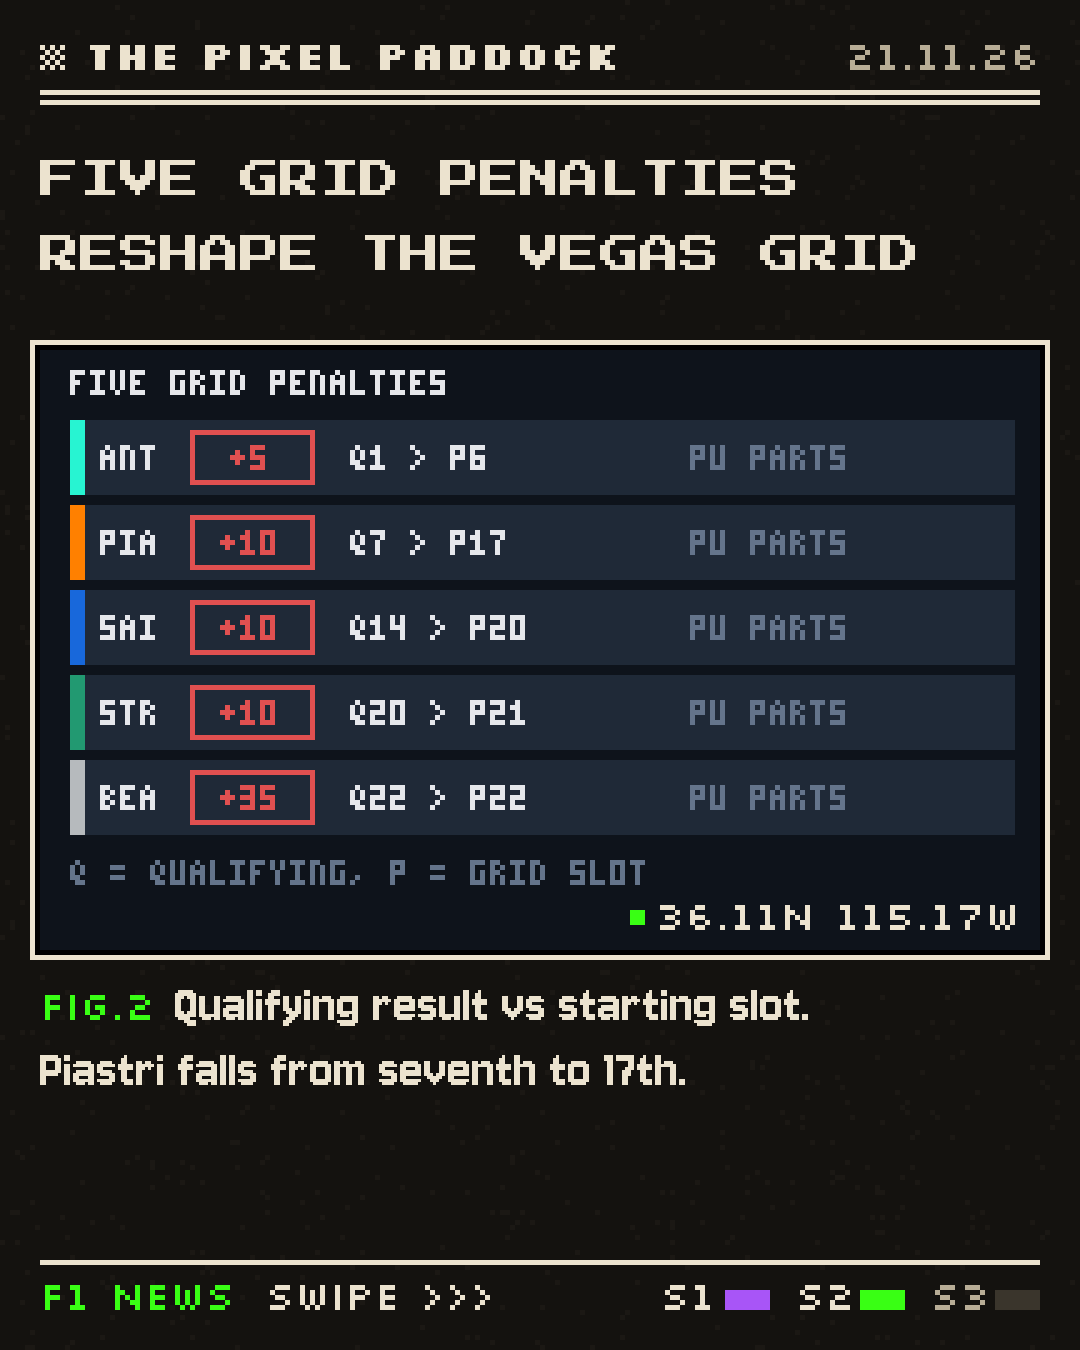 THE PIXEL PADDOCK 21.11.26
FIVE GRID PENALTIES
RESHAPE THE VEGAS GRID
FIVE GRID PENALTIES
ANT +5 Q1 > P6 PU PARTS
PIA +10 Q7 > P17 PU PARTS
SAI +10 Q14 > P20 PU PARTS
STR +10 Q20 > P21 PU PARTS
BEA +35 Q22 > P22 PU PARTS
Q = QUALIFYING, P = GRID SLOT
36.11N 115.17W
FIG.2 Qualifying result vs starting slot.
Piastri falls from seventh to 17th.
F1 NEWS SWIPE >>> S1 S2 S3